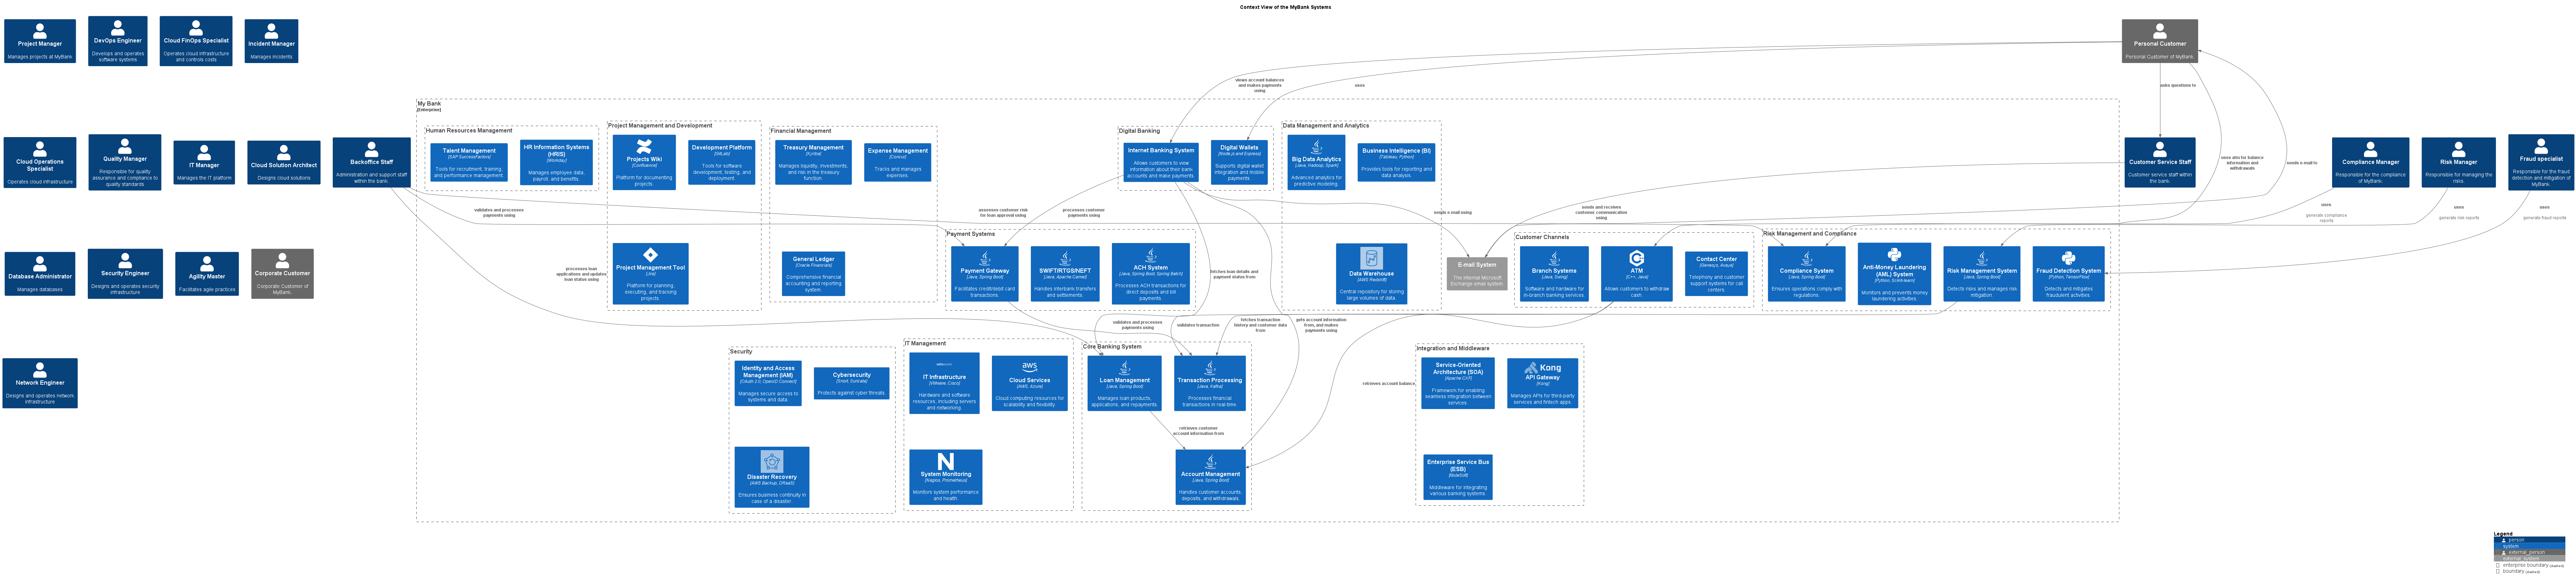 Context View of the MyBank Systems
Project Manager
Manages projects at MyBank.
DevOps Engineer
Develops and operates
software systems
Cloud FinOps Specialist
Operates cloud infrastructure
and controls costs
Incident Manager
Manages incidents
Personal Customer
Personal Customer of MyBank.
views account balances
and makes payments
using
uses
asks questions to
My Bank
[Enterprise]
Cloud Operations
Specialist
Operates cloud infrastructure
Quality Manager
Responsible for quality
assurance and compliance to
quality standards
IT Manager
Manages the IT platform
Cloud Solution Architect
Designs cloud solutions
Backoffice Staff
Administration and support staff
within the bank.
Human Resources Management
Talent Management
[SAP SuccessFactors]
Tools for recruitment, training,
and performance management.
HR Information Systems
(HRIS)
[Workday]
Manages employee data,
payroll, and benefits.
Project Management and Development
Projects Wiki
[Confluence]
Platform for documenting
projects.
Development Platform
[GitLab]
Tools for software
development, testing, and
deployment.
Financial Management
Treasury Management
[Kyriba]
Manages liquidity, investments,
and risk in the treasury
function.
Expense Management
[Concur]
Tracks and manages
expenses.
Digital Banking
Internet Banking System
Allows customers to view
information about their bank
accounts and make payments.
Digital Wallets
[Node.js and Express]
Supports digital wallet
integration and mobile
payments.
Data Management and Analytics
Big Data Analytics
[Java, Hadoop, Spark]
Advanced analytics for
predictive modeling.
Business Intelligence (BI)
[Tableau, Python]
Provides tools for reporting and
data analysis.
Customer Service Staff
Customer service staff within
the bank.
uses atm for balance
information and
withdrawals
sends e-mail to
Compliance Manager
Responsible for the compliance
of MyBank.
Risk Manager
Responsible for managing the
risks.
Fraud specialist
Responsible for the fraud
detection and mitigation of
MyBank.
validates and processes
payments using
assesses customer risk
for loan approval using
processes customer
payments using
sends e-mail using
sends and receives
customer communication
using
uses
generate compliance
reports
uses
generate risk reports
uses
generate fraud reports
Database Administrator
Manages databases
Security Engineer
Designs and operates security
infrastructure
Agility Master
Facilitates agile practices
Corporate Customer
Corporate Customer of
MyBank.
processes loan
applications and updates
loan status using
Project Management Tool
[Jira]
Platform for planning,
executing, and tracking
projects.
General Ledger
[Oracle Financials]
Comprehensive financial
accounting and reporting
system.
Payment Systems
Payment Gateway
[Java, Spring Boot]
Facilitates credit/debit card
transactions.
SWIFT/RTGS/NEFT
[Java, Apache Camel]
Handles interbank transfers
and settlements.
ACH System
[Java, Spring Boot, Spring Batch]
Processes ACH transactions for
direct deposits and bill
payments.
fetches loan details and
payment status from
Data Warehouse
[AWS Redshift]
Central repository for storing
large volumes of data.
E-mail System
The internal Microsoft
Exchange email system.
Customer Channels
Branch Systems
[Java, Swing]
Software and hardware for
in-branch banking services.
ATM
[C++, Java]
Allows customers to withdraw
cash.
Contact Center
[Genesys, Avaya]
Telephony and customer
support systems for call
centers.
Risk Management and Compliance
Compliance System
[Java, Spring Boot]
Ensures operations comply with
regulations.
Anti-Money Laundering
(AML) System
[Python, Scikit-learn]
Monitors and prevents money
laundering activities.
Risk Management System
[Java, Spring Boot]
Detects risks and manages risk
mitigation.
Fraud Detection System
[Python, TensorFlow]
Detects and mitigates
fraudulent activities.
validates and processes
payments using
validates transaction
fetches transaction
history and customer data
from
gets account information
from, and makes
payments using
Network Engineer
Designs and operates network
infrastructure
Security
Identity and Access
Management (IAM)
[OAuth 2.0, OpenID Connect]
Manages secure access to
systems and data.
Cybersecurity
[Snort, Suricata]
Protects against cyber threats.
IT Management
IT Infrastructure
[VMware, Cisco]
Hardware and software
resources, including servers
and networking.
aws
Cloud Services
[AWS, Azure]
Cloud computing resources for
scalability and flexibility.
Core Banking System
Loan Management
[Java, Spring Boot]
Manages loan products,
applications, and repayments.
Transaction Processing
[Java, Kafka]
Processes financial
transactions in real-time.
retrieves account balance
Integration and Middleware
Service-Oriented
Architecture (SOA)
[Apache CXF]
Framework for enabling
seamless integration between
services.
Kong
API Gateway
[Kong]
Manages APIs for third-party
services and fintech apps.
retrieves customer
account information from
Disaster Recovery
[AWS Backup, DRaaS]
Ensures business continuity in
case of a disaster.
System Monitoring
[Nagios, Prometheus]
Monitors system performance
and health.
Account Management
[Java, Spring Boot]
Handles customer accounts,
deposits, and withdrawals.
Enterprise Service Bus
(ESB)
[MuleSoft]
Middleware for integrating
various banking systems.
Legend
person
system
external_person
external_system
enterprise boundary (dashed)
boundary (dashed)